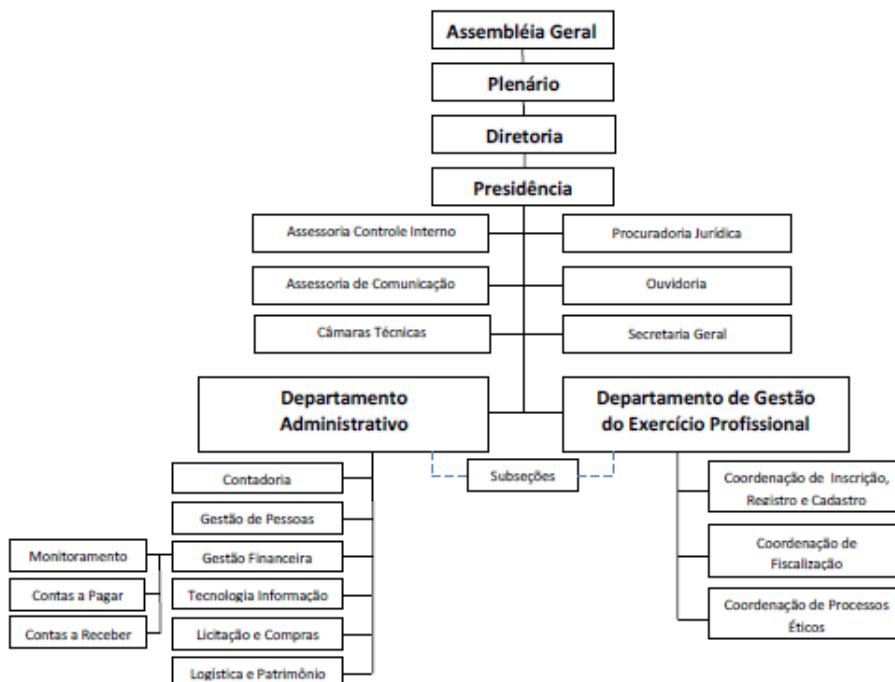 Assembléia Geral
Plenário
Diretoria
Presidência
Assessoria Controle Interno
Procuradoria Jurídica
Assessoria de Comunicação
Ouvidoria
Câmaras Técnicas
Secretaria Geral
Departamento
Administrativo
Departamento de Gestão
do Exercício Profissional
Subseções
Contadoria
Gestão de Pessoas
Gestão Financeira
Tecnologia Informação
Licitação e Compras
Logística e Patrimônio
Monitoramento
Contas a Pagar
Contas a Receber
Coordenação de Inscrição,
Registro e Cadastro
Coordenação de
Fiscalização
Coordenação de Processos
Éticos